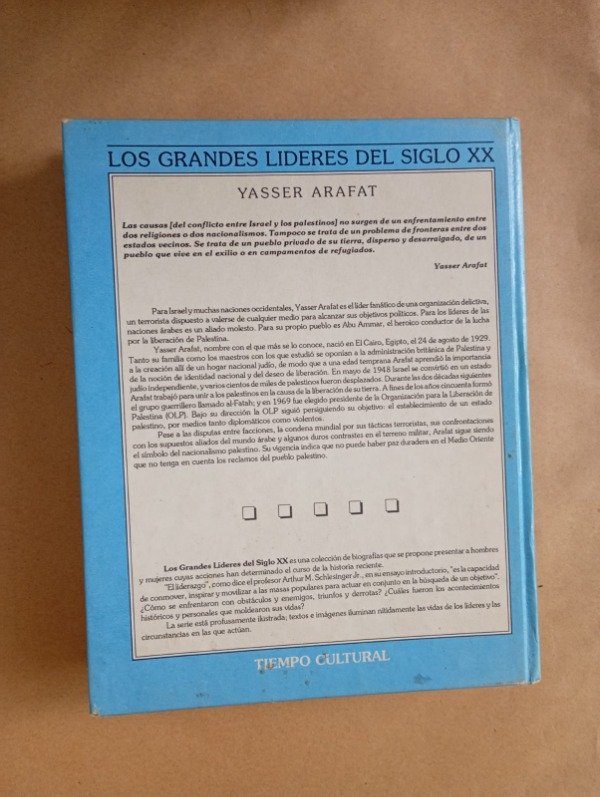 LOS GRANDES LIDERES DEL SIGLO XX
YASSER ARAFAT
Las causas [del conflicto entre Israel y los palestinos] no surgen de un enfrentamiento entre
dos religiones o dos nacionalismos. Tampoco se trata de un problema de fronteras entre dos
estados vecinos. Se trata de un pueblo privado de su tierra, disperso y desarraigado, de un
pueblo que vive en el exilio o en campamentos de refugiados.
Yasser Arafat
Para Israel y muchas naciones occidentales, Yasser Arafat es el líder fanático de una organización delictiva,
un terrorista dispuesto a valerse de cualquier medio para alcanzar sus objetivos políticos. Para los líderes de las
naciones árabes es un aliado molesto. Para su propio pueblo es Abu Ammar, el heroico conductor de la lucha
por la liberación de Palestina.
Yasser Arafat, nombre con el que más se lo conoce, nació en El Cairo, Egipto, el 24 de agosto de 1929.
Tanto su familia como los maestros con los que estudió se oponían a la administración británica de Palestina y
a la creación allí de un hogar nacional judío, de modo que a una edad temprana Arafat aprendió la importancia
de la noción de identidad nacional y del deseo de liberación. En mayo de 1948 Israel se convirtió en un estado
judío independiente, y varios cientos de miles de palestinos fueron desplazados. Durante las dos décadas siguientes
Arafat trabajó para unir a los palestinos en la causa de la liberación de su tierra. A fines de los años cincuenta formó
el grupo guerrillero llamado al-Fatah; y en 1969 fue elegido presidente de la Organización para la Liberación de
Palestina (OLP). Bajo su dirección la OLP siguió persiguiendo su objetivo: el establecimiento de un estado
palestino, por medios tanto diplomáticos como violentos.
Pese a las disputas entre facciones, la condena mundial por sus tácticas terroristas, sus confrontaciones
con los supuestos aliados del mundo árabe y algunos duros contrastes en el terreno militar, Arafat sigue siendo
el símbolo del nacionalismo palestino. Su vigencia indica que no puede haber paz duradera en el Medio Oriente
que no tenga en cuenta los reclamos del pueblo palestino.
Los Grandes Líderes del Siglo XX es una colección de biografías que se propone presentar a hombres
y mujeres cuyas acciones han determinado el curso de la historia reciente.
"El liderazgo", como dice el profesor Arthur M. Schlesinger Jr., en su ensayo introductorio, "es la capacidad
de conmover, inspirar y movilizar a las masas populares para actuar en conjunto en la búsqueda de un objetivo".
¿Cómo se enfrentaron con obstáculos y enemigos, triunfos y derrotas? ¿Cuáles fueron los acontecimientos
históricos y personales que moldearon sus vidas?
La serie está profusamente ilustrada; textos e imágenes iluminan nítidamente las vidas de los líderes y las
circunstancias en las que actúan.
TIEMPO CULTURAL